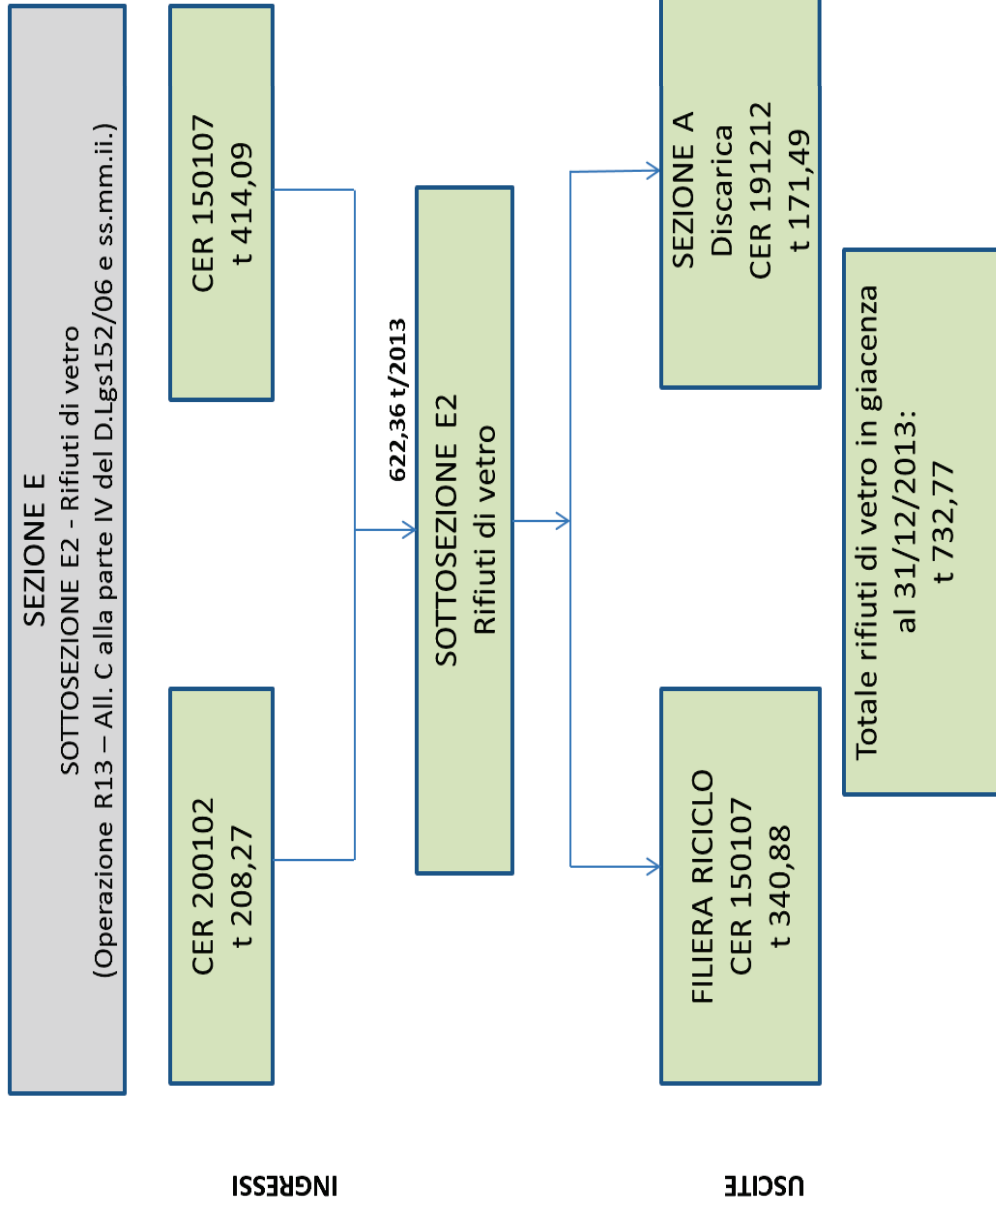 SEZIONE E
SOTTOSEZIONE E2 - Rifiuti di vetro
(Operazione R13 – All. C alla parte IV del D.Lgs152/06 e ss.mm.ii.)
INGRESSI
CER 200102
t 208,27
CER 150107
t 414,09
622,36 t/2013
SOTTOSEZIONE E2
Rifiuti di vetro
USCITE
FILIERA RICICLO
CER 150107
t 340,88
SEZIONE A
Discarica
CER 191212
t 171,49
Totale rifiuti di vetro in giacenza
al 31/12/2013:
t 732,77